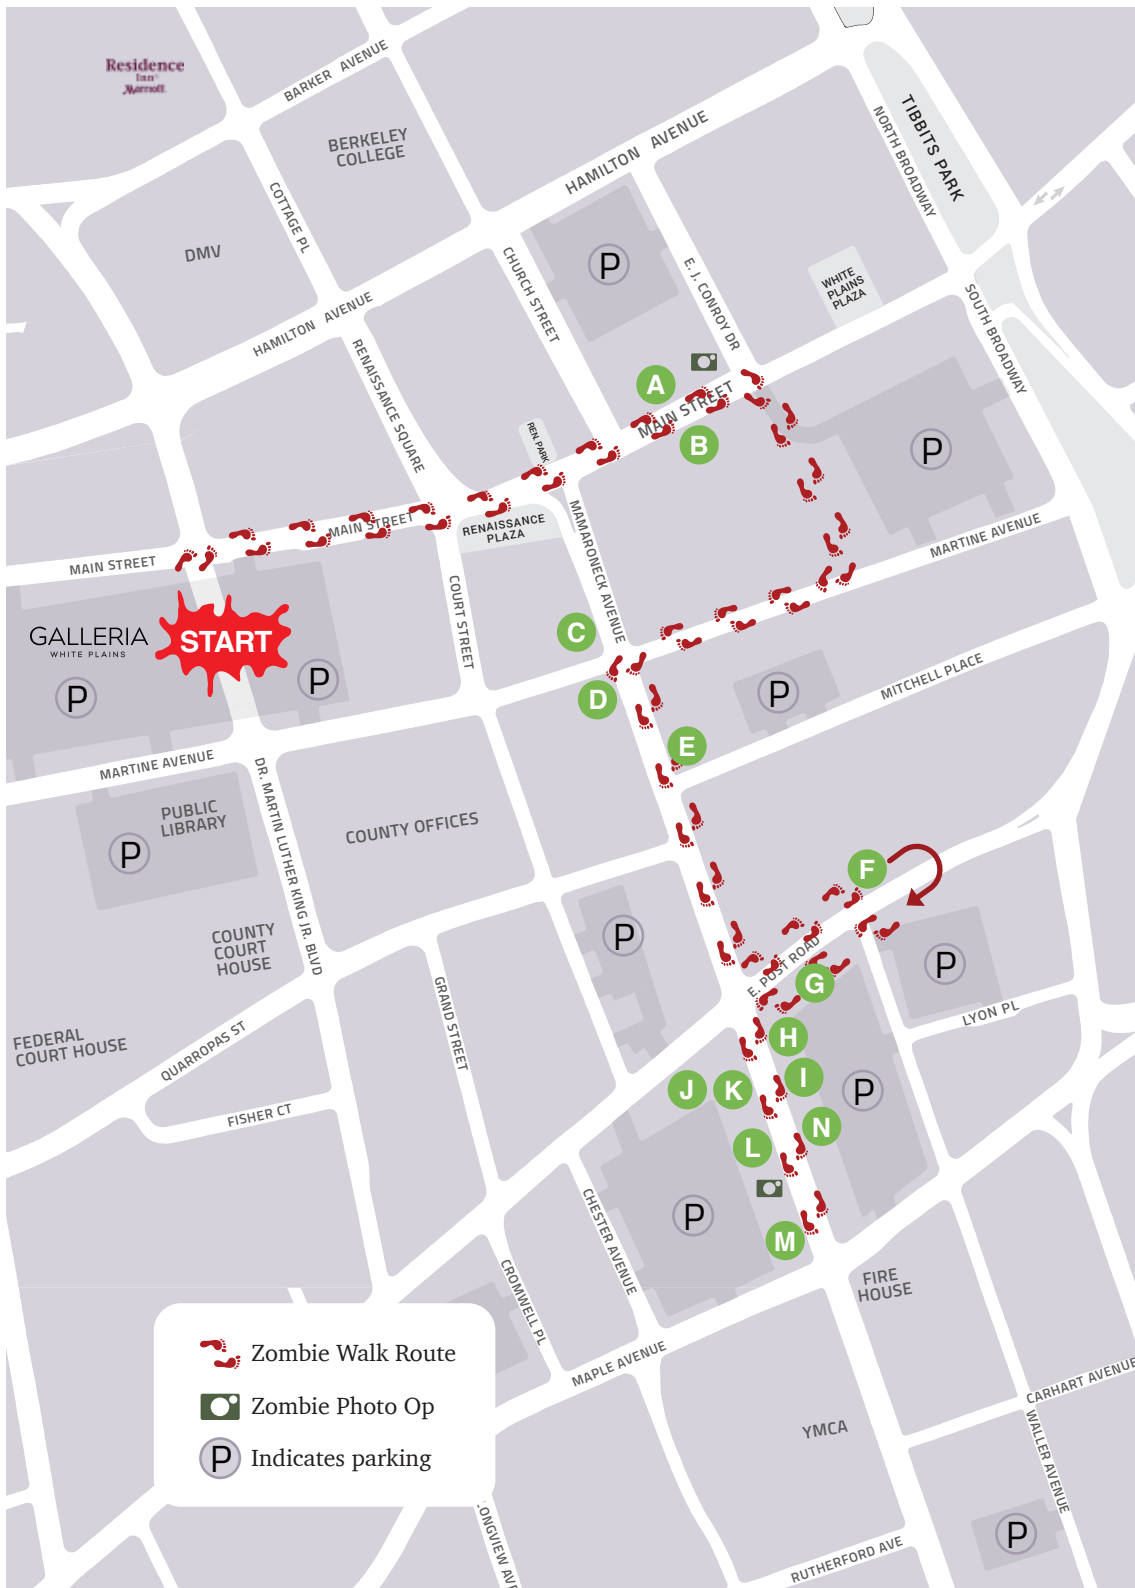 Residence
Inn
Marriott
BARKER AVENUE
BERKELEY
COLLEGE
HAMILTON AVENUE
TIBBITS PARK
NORTH BROADWAY
COTTAGE PL
DMV
CHURCH STREET
P
E. J. CONROY DR
WHITE
PLAINS
PLAZA
SOUTH BROADWAY
HAMILTON AVENUE
RENAISSANCE SQUARE
A
MAIN STREET
B
REN. PARK
P
MAIN STREET
RENAISSANCE
PLAZA
MAMARONECK AVENUE
MARTINE AVENUE
MAIN STREET
COURT STREET
GALLERIA
WHITE PLAINS
START
P
P
C
D
E
P
MITCHELL PLACE
MARTINE AVENUE
DR. MARTIN LUTHER KING JR. BLVD
PUBLIC
LIBRARY
P
COUNTY OFFICES
F
COUNTY
COURT
HOUSE
P
P
E. POST ROAD
G
GRAND STREET
LYON PL
FEDERAL
COURT HOUSE
QUARROPAS ST
FISHER CT
H
I
J
K
P
N
L
CHESTER AVENUE
P
M
CROMWELL PL
FIRE
HOUSE
MAPLE AVENUE
CARHART AVENUE
WALLER AVENUE
YMCA
P
RUTHERFORD AVE
Zombie Walk Route
Zombie Photo Op
P
Indicates parking